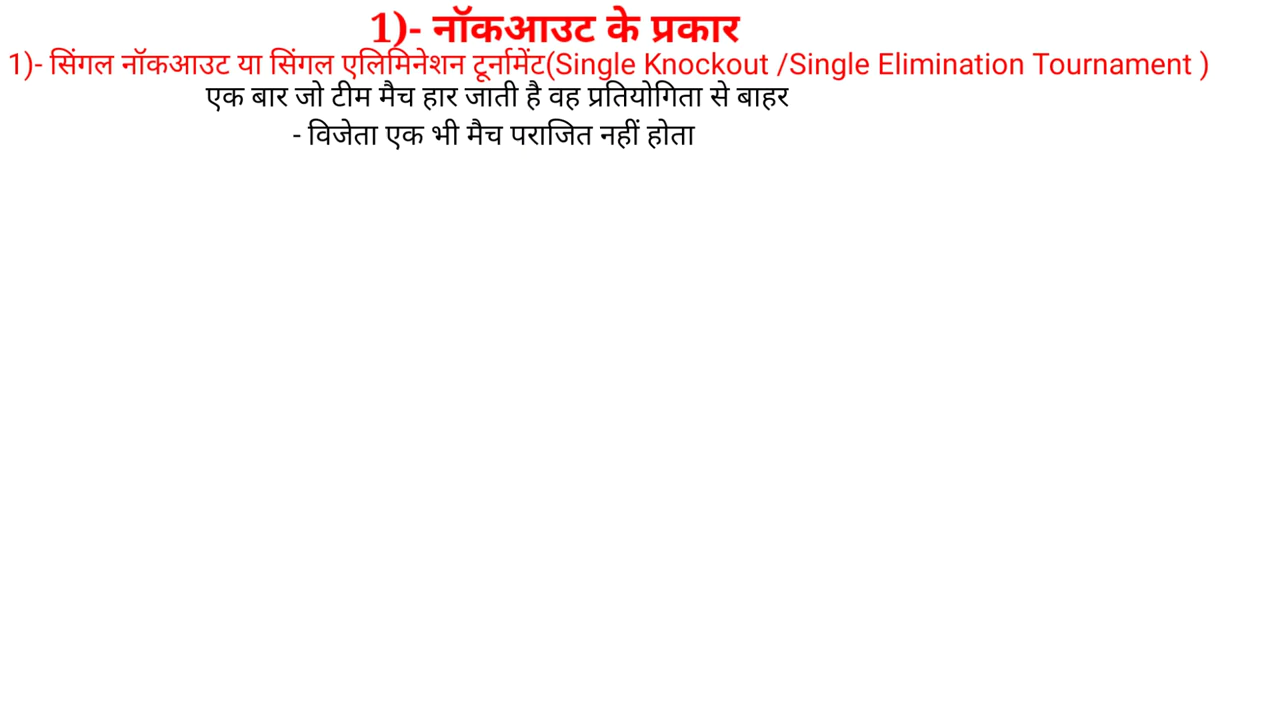 1)- नॉकआउट के प्रकार
1)- सिंगल नॉकआउट या सिंगल एलिमिनेशन टूर्नामेंट(Single Knockout /Single Elimination Tournament )
एक बार जो टीम मैच हार जाती है वह प्रतियोगिता से बाहर
- विजेता एक भी मैच पराजित नहीं होता